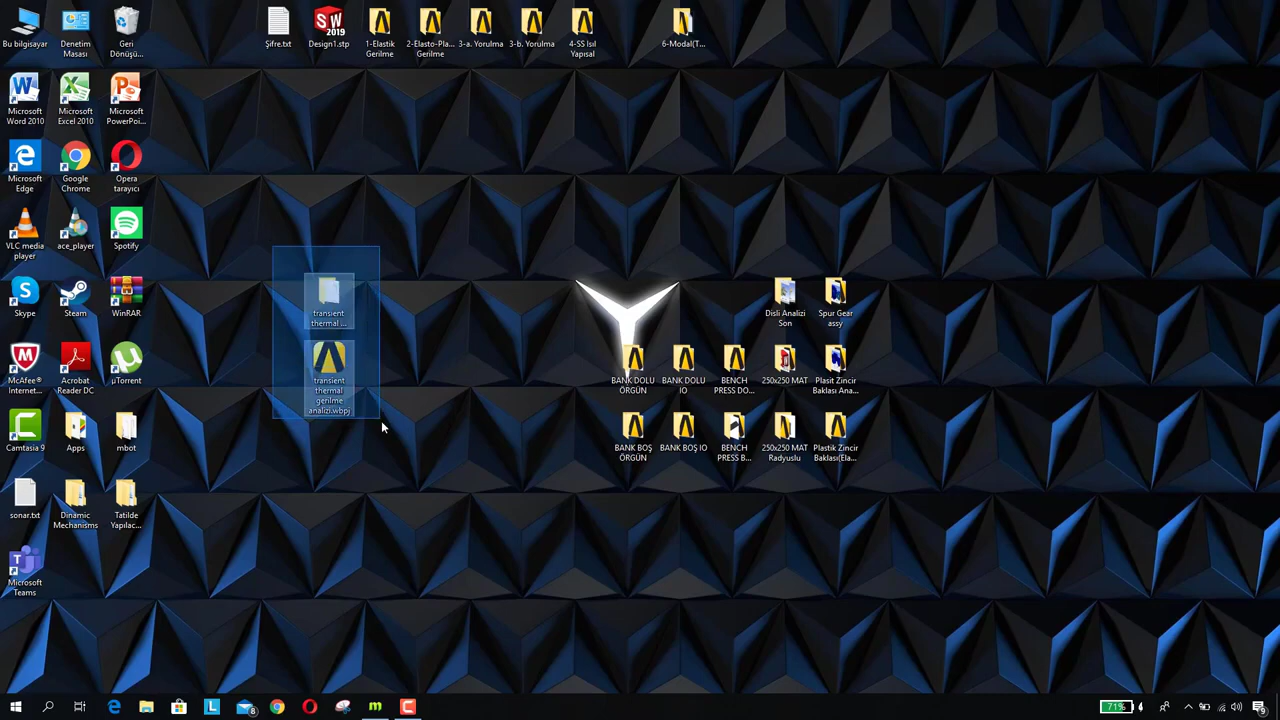 Bu bilgisayar
Denetim
Masası
Geri
Dönüşü...
Şifre.txt
SW
2019
Design1.stp
1-Elastik
Gerilme
2-Elasto-Pla...
Gerilme
3-a. Yorulma
3-b. Yorulma
4-SS Isıl
Yapısal
6-Modal(T...
Microsoft
Word 2010
Microsoft
Excel 2010
Microsoft
PowerPoi...
Microsoft
Edge
Google
Chrome
Opera
tarayıcı
VLC media
player
ace_player
Spotify
Skype
Steam
WinRAR
transient
thermal ...
Disli Analizi
Son
Spur Gear
assy
McAfee®
Internet...
Acrobat
Reader DC
µTorrent
transient
thermal
gerilme
analizi.wbpj
BANK DOLU
ÖRGÜN
BANK DOLU
IO
BENCH
PRESS DO...
250x250 MAT
Plasit Zincir
Baklası Ana...
Camtasia 9
Apps
mbot
BANK BOŞ
ÖRGÜN
BANK BOŞ IO
BENCH
PRESS B...
250x250 MAT
Radyuslu
Plastik Zincir
Baklası(Ela...
sonar.txt
Dinamic
Mechanisms
Tatilde
Yapılac...
Microsoft
Teams
71%